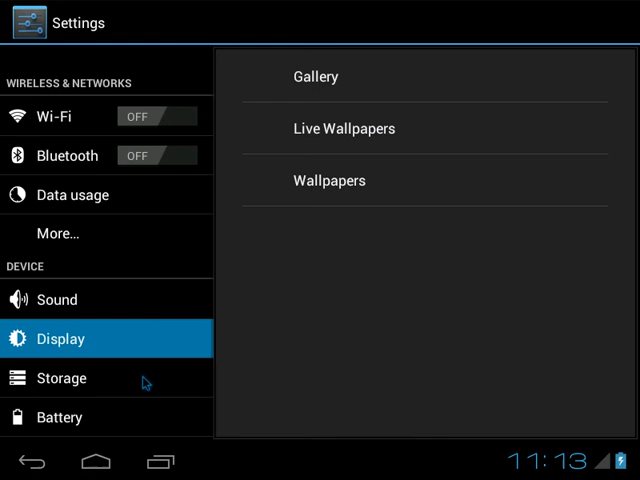 Settings
WIRELESS & NETWORKS
Wi-Fi OFF
Bluetooth OFF
Data usage
More...
DEVICE
Sound
Display
Storage
Battery
Gallery
Live Wallpapers
Wallpapers
11:13